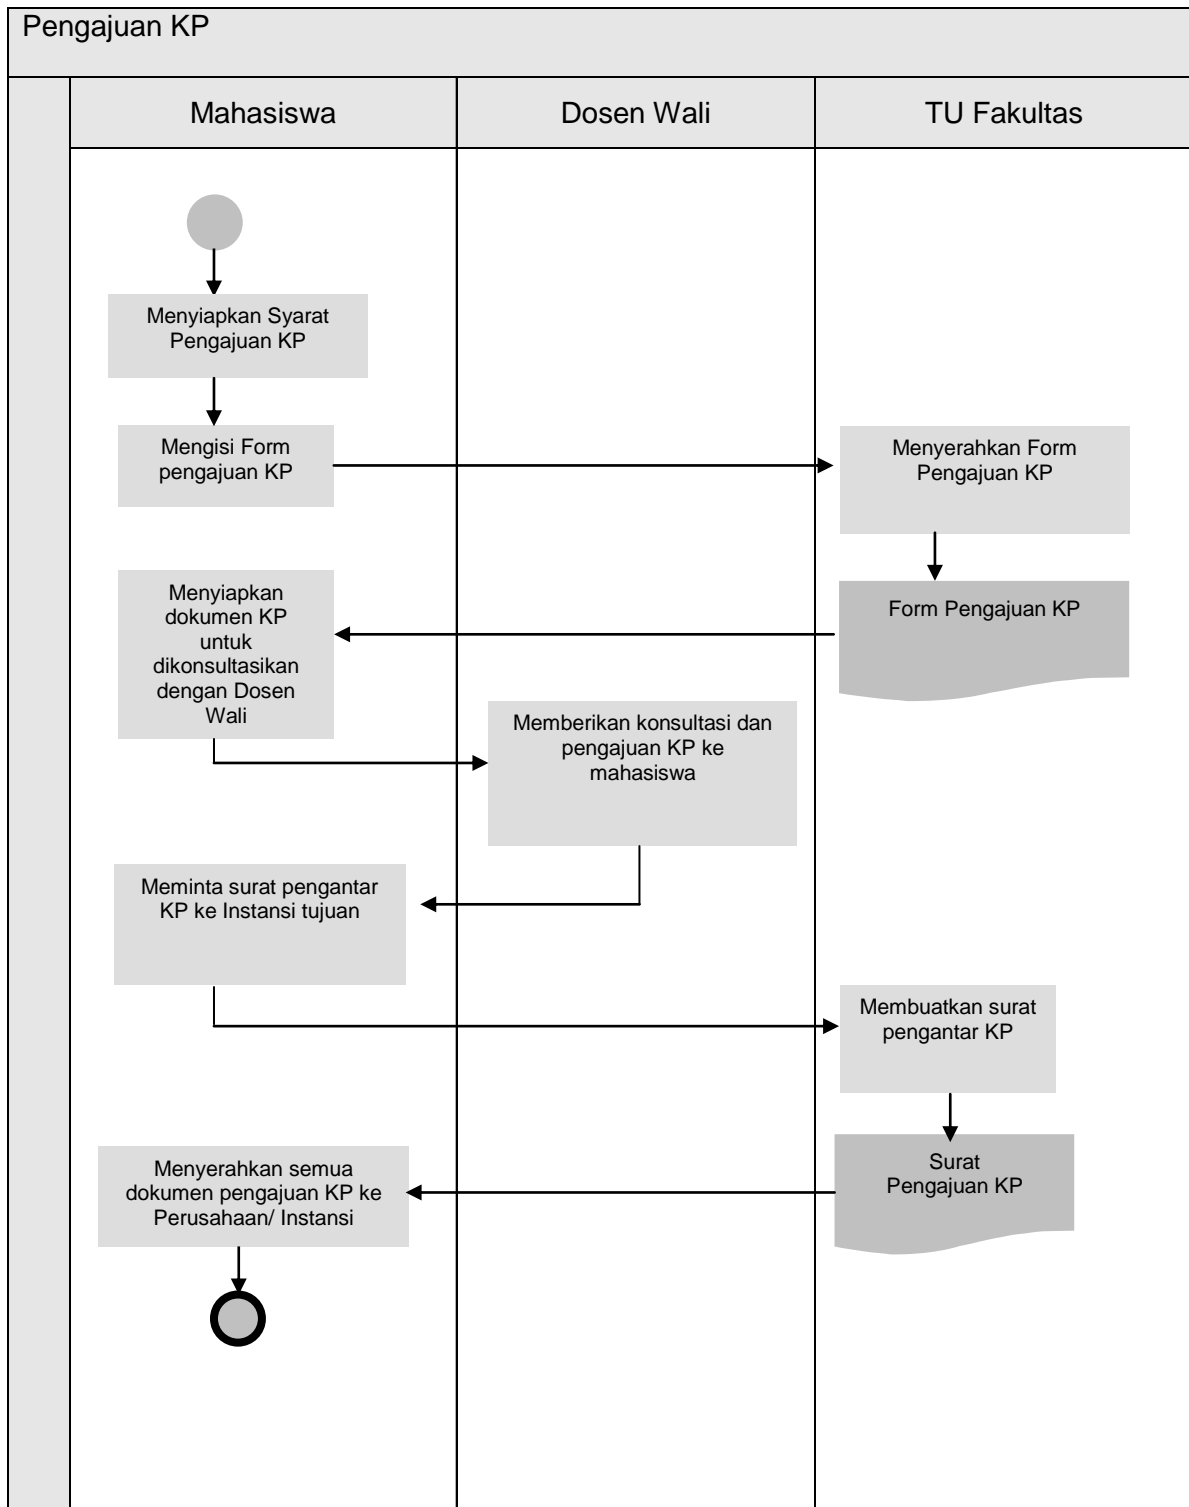 Pengajuan KP
Mahasiswa
Dosen Wali
TU Fakultas
Menyiapkan Syarat
Pengajuan KP
Mengisi Form
pengajuan KP
Menyerahkan Form
Pengajuan KP
Form Pengajuan KP
Menyiapkan
dokumen KP
untuk
dikonsultasikan
dengan Dosen
Wali
Memberikan konsultasi dan
pengajuan KP ke
mahasiswa
Meminta surat pengantar
KP ke Instansi tujuan
Membuatkan surat
pengantar KP
Surat
Pengajuan KP
Menyerahkan semua
dokumen pengajuan KP ke
Perusahaan/ Instansi